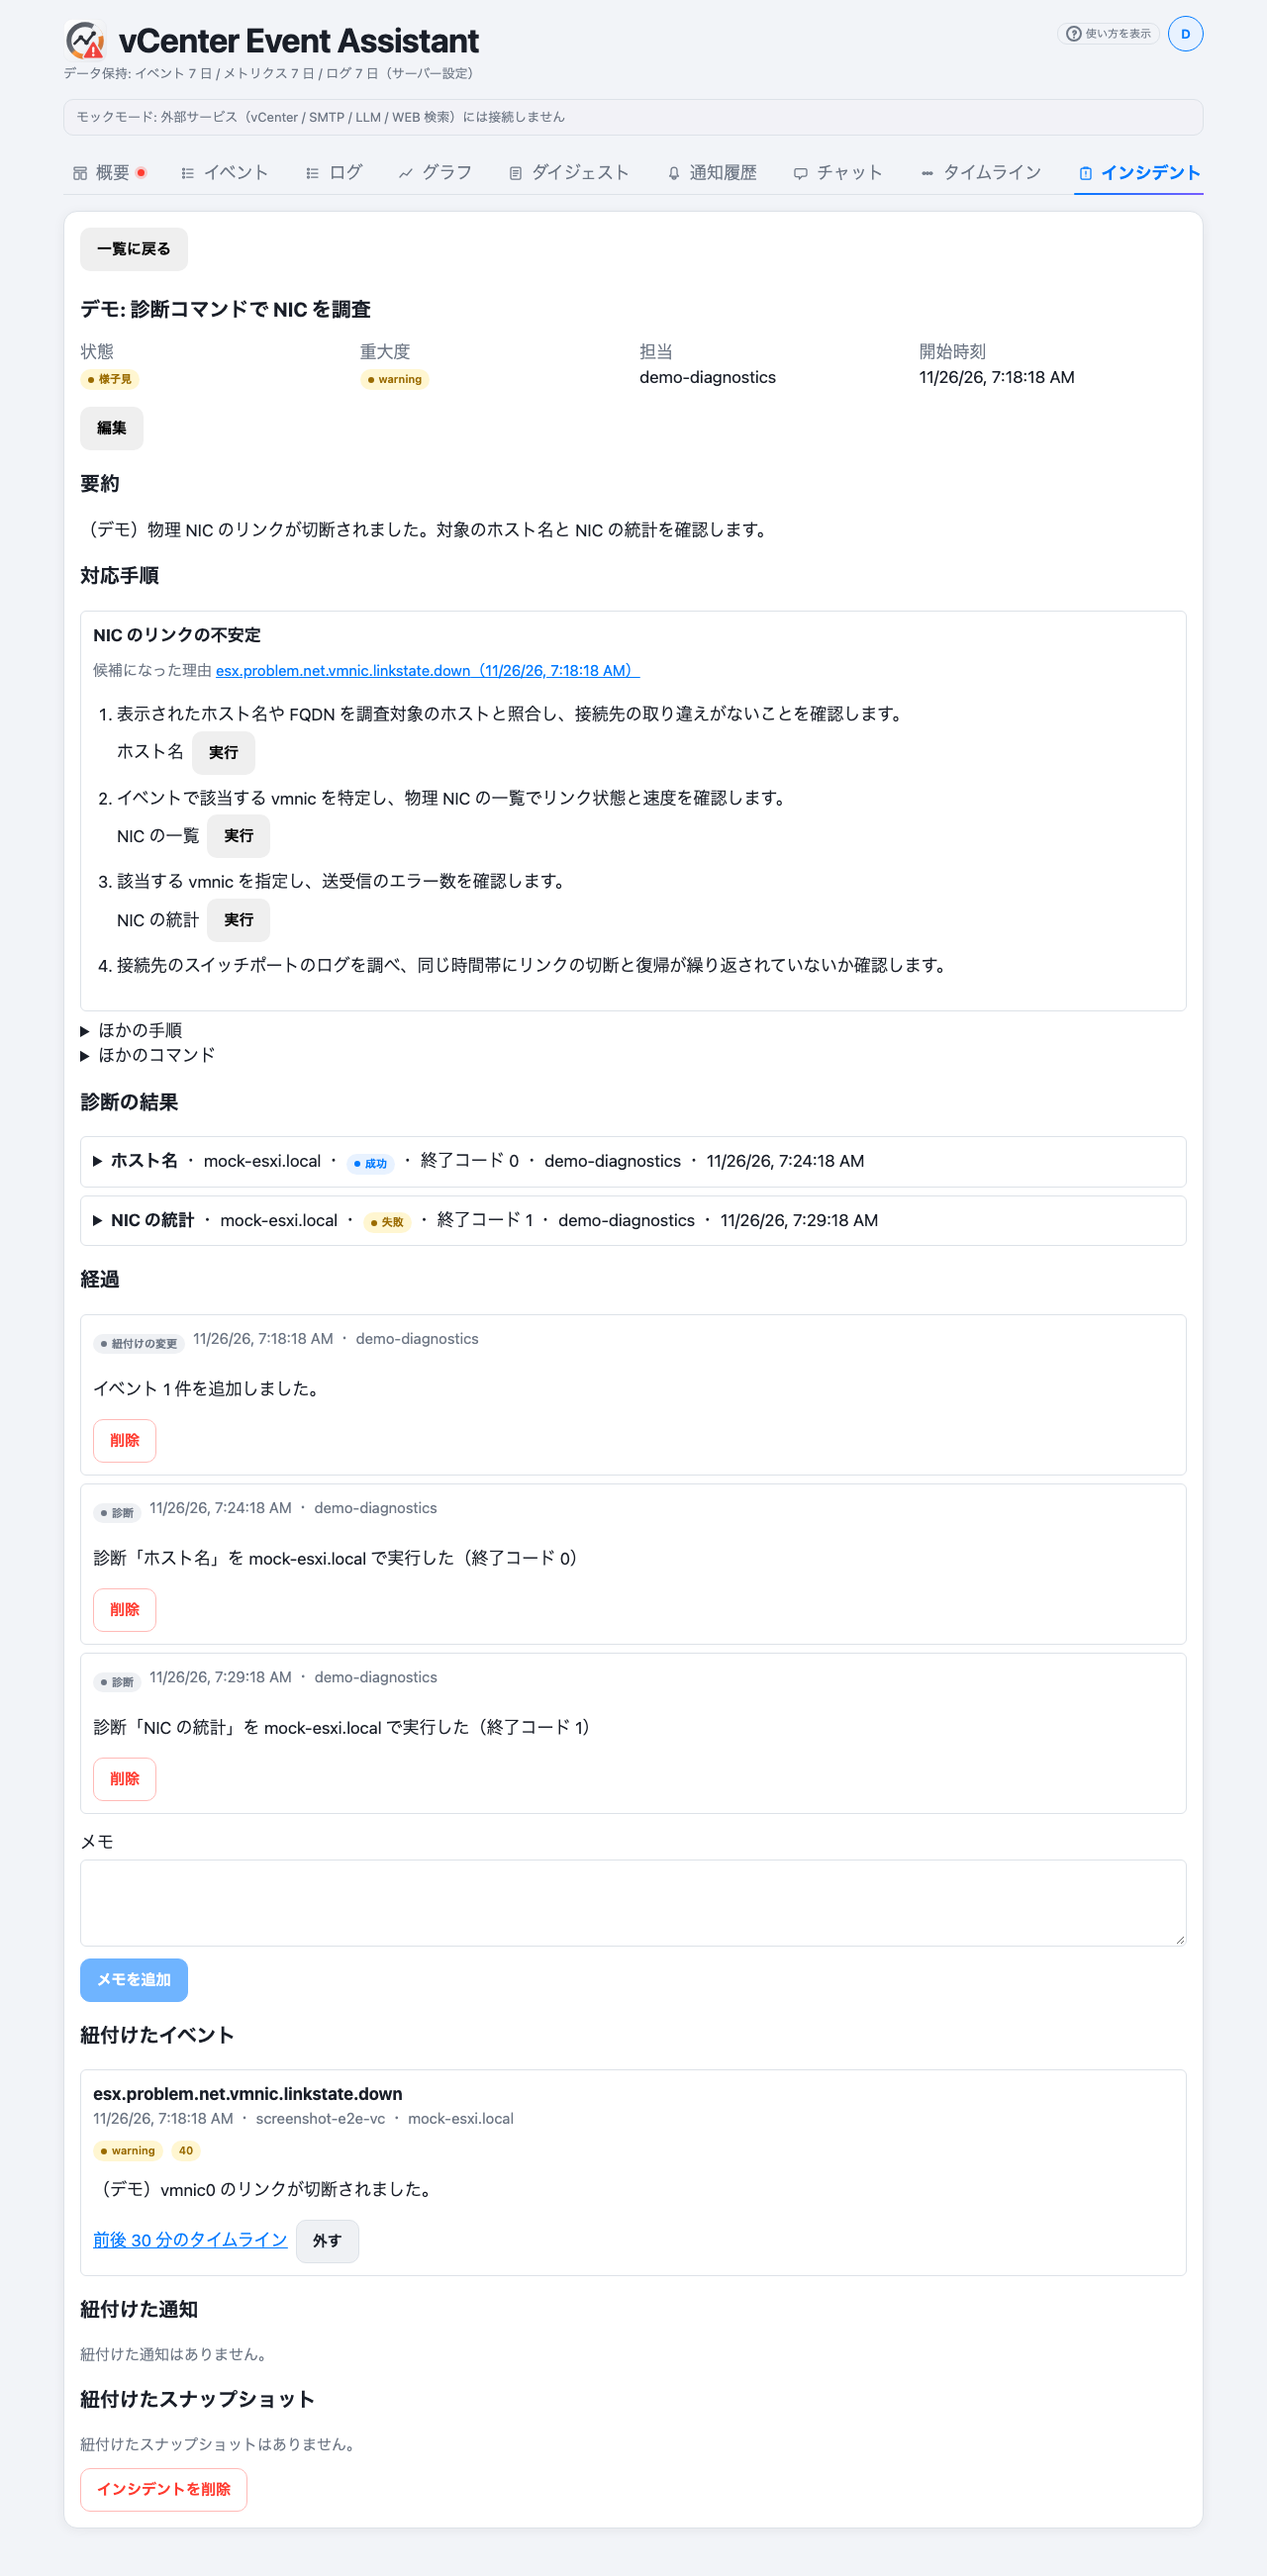 vCenter Event Assistant
使い方を表示
D
データ保持: イベント 7 日 / メトリクス 7 日 / ログ 7 日（サーバー設定）
モックモード: 外部サービス（vCenter / SMTP / LLM / WEB 検索）には接続しません
概要 イベント ログ グラフ ダイジェスト 通知履歴 チャット タイムライン インシデント
一覧に戻る
デモ: 診断コマンドで NIC を調査
状態 重大度 担当 開始時刻
様子見 warning demo-diagnostics 11/26/26, 7:18:18 AM
編集
要約
（デモ）物理 NIC のリンクが切断されました。対象のホスト名と NIC の統計を確認します。
対応手順
NIC のリンクの不安定
候補になった理由 esx.problem.net.vmnic.linkstate.down（11/26/26, 7:18:18 AM）
1. 表示されたホスト名や FQDN を調査対象のホストと照合し、接続先の取り違えがないことを確認します。
ホスト名 実行
2. イベントで該当する vmnic を特定し、物理 NIC の一覧でリンク状態と速度を確認します。
NIC の一覧 実行
3. 該当する vmnic を指定し、送受信のエラー数を確認します。
NIC の統計 実行
4. 接続先のスイッチポートのログを調べ、同じ時間帯にリンクの切断と復帰が繰り返されていないか確認します。
ほかの手順
ほかのコマンド
診断の結果
ホスト名 ・ mock-esxi.local ・ 成功 ・ 終了コード 0 ・ demo-diagnostics ・ 11/26/26, 7:24:18 AM
NIC の統計 ・ mock-esxi.local ・ 失敗 ・ 終了コード 1 ・ demo-diagnostics ・ 11/26/26, 7:29:18 AM
経過
紐付けの変更 11/26/26, 7:18:18 AM ・ demo-diagnostics
イベント 1 件を追加しました。
削除
診断 11/26/26, 7:24:18 AM ・ demo-diagnostics
診断「ホスト名」を mock-esxi.local で実行した（終了コード 0）
削除
診断 11/26/26, 7:29:18 AM ・ demo-diagnostics
診断「NIC の統計」を mock-esxi.local で実行した（終了コード 1）
削除
メモ
メモを追加
紐付けたイベント
esx.problem.net.vmnic.linkstate.down
11/26/26, 7:18:18 AM ・ screenshot-e2e-vc ・ mock-esxi.local
warning 40
（デモ）vmnic0 のリンクが切断されました。
前後 30 分のタイムライン 外す
紐付けた通知
紐付けた通知はありません。
紐付けたスナップショット
紐付けたスナップショットはありません。
インシデントを削除